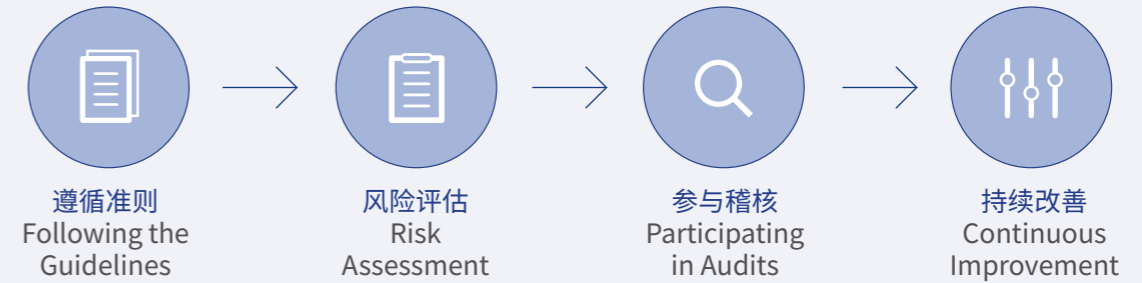 遵循准则
Following the
Guidelines
风险评估
Risk
Assessment
参与稽核
Participating
in Audits
持续改善
Continuous
Improvement